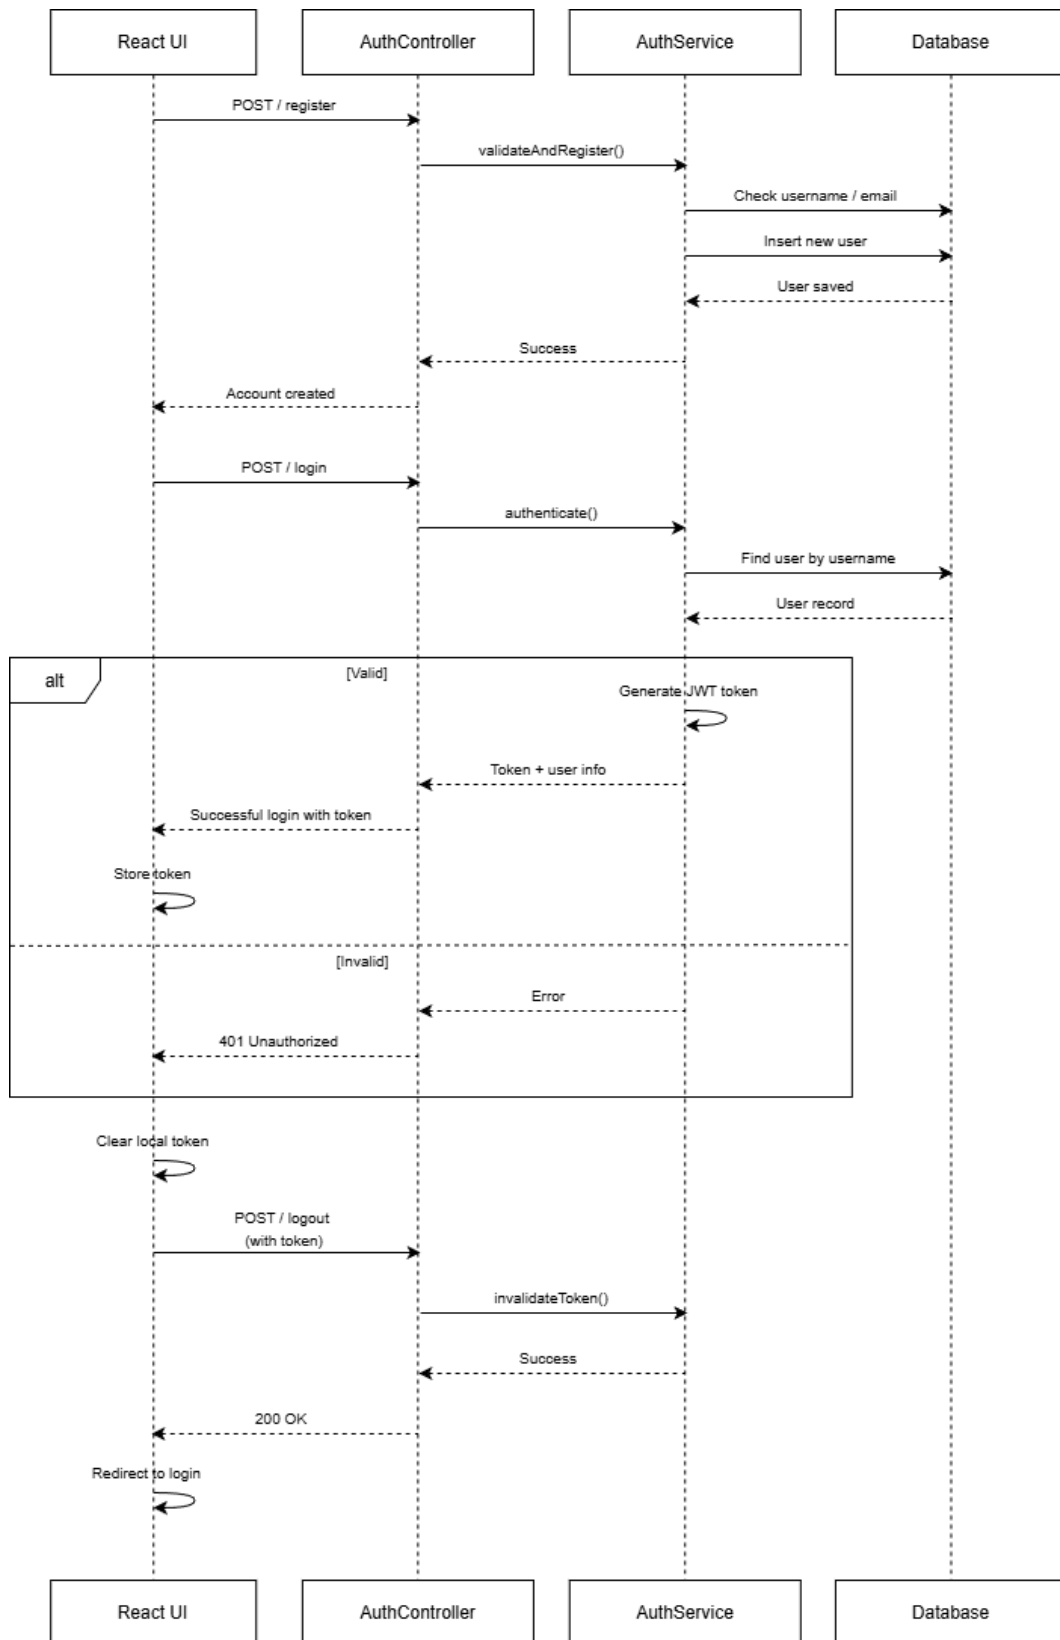 React UI
AuthController
AuthService
Database
POST / register
validateAndRegister()
Check username / email
Insert new user
User saved
Success
Account created
POST / login
authenticate()
Find user by username
User record
alt
[Valid]
Generate JWT token
Token + user info
Successful login with token
Store token
[Invalid]
Error
401 Unauthorized
Clear local token
POST / logout
(with token)
invalidateToken()
Success
200 OK
Redirect to login
React UI
AuthController
AuthService
Database